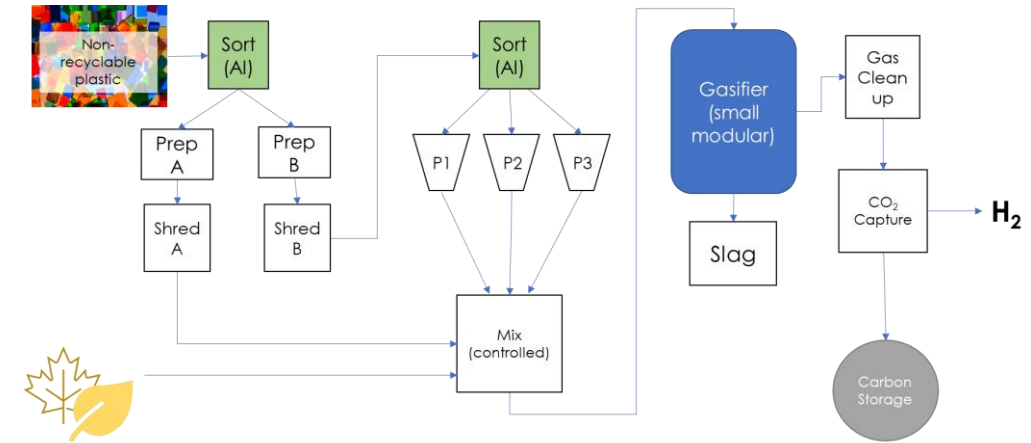 Non-
recyclable
plastic
Sort
(AI)
Prep
A
Prep
B
Shred
A
Shred
B
Sort
(AI)
P1
P2
P3
Mix
(controlled)
Gasifier
(small
modular)
Slag
Gas
Clean
up
CO₂
Capture
H₂
Carbon
Storage